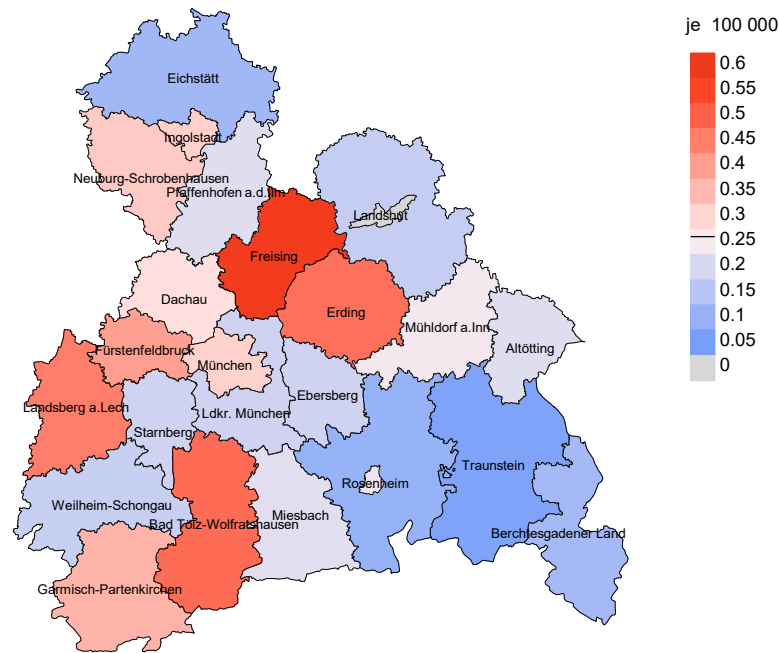 je 100 000
0.6
0.55
0.5
0.45
0.4
0.35
0.3
0.25
0.2
0.15
0.1
0.05
0
Eichstätt
Ingolstadt
Neuburg-Schrobenhausen
Pfaffenhofen a.d.Ilm
Landshut
Freising
Dachau
Erding
Mühldorf a.Inn
Altötting
Fürstenfeldbruck
München
Ebersberg
Landsberg a.Lech
Ldkr. München
Starnberg
Traunstein
Rosenheim
Weilheim-Schongau
Miesbach
Bad Tölz-Wolfratshausen
Berchtesgadener Land
Garmisch-Partenkirchen